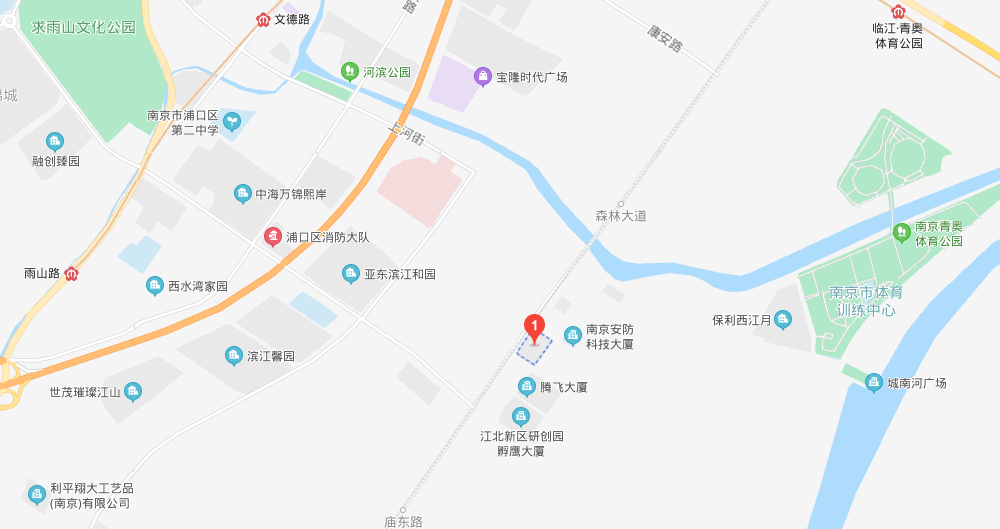 求雨山文化公园
文德路
路
康安路
临江·青奥
体育公园
锦城
河滨公园
宝隆时代广场
南京市浦口区
第二中学
上河街
融创臻园
中海万锦熙岸
森林大道
浦口区消防大队
南京青奥
体育公园
雨山路
亚东滨江和园
西水湾家园
南京市体育
训练中心
保利西江月
1
南京安防
科技大厦
滨江馨园
世茂璀璨江山
腾飞大厦
城南河广场
江北新区研创园
孵鹰大厦
利平翔大工艺品
(南京)有限公司
庙东路